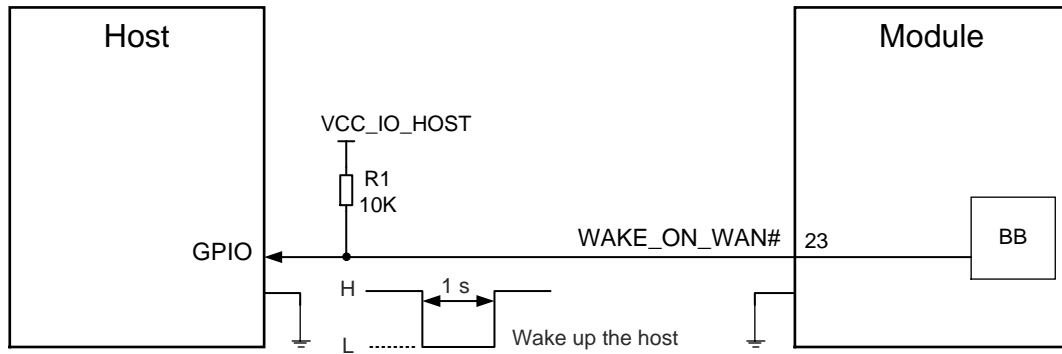 Host
Module
VCC_IO_HOST
R1
10K
WAKE_ON_WAN#
23
BB
GPIO
H
1 s
L
Wake up the host